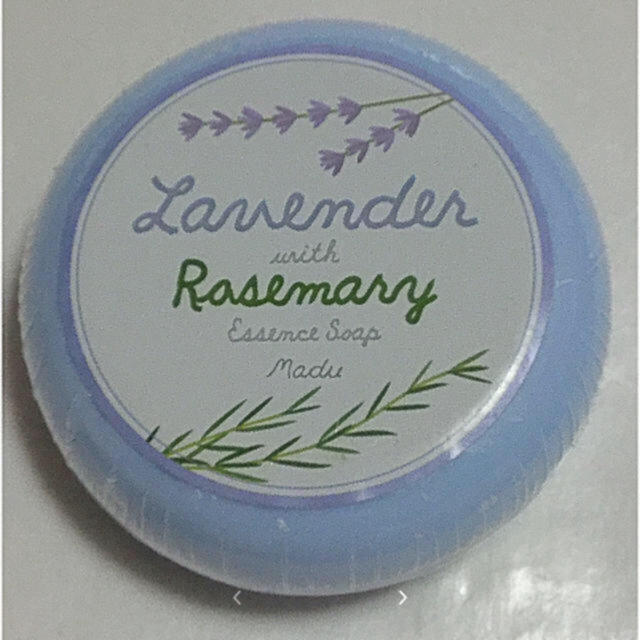 Lavender
with
Rosemary
Essence Soap
Madu